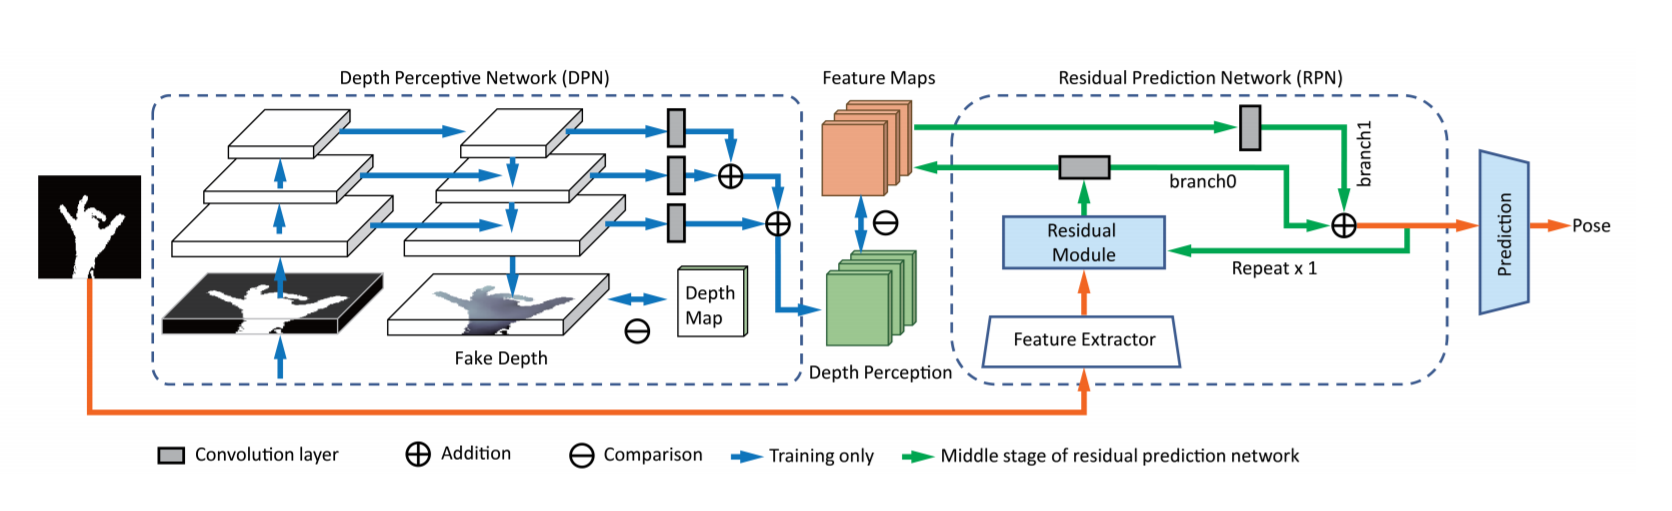 Depth Perceptive Network (DPN)
Feature Maps
Residual Prediction Network (RPN)
branch1
branch0
Residual
Module
Repeat x 1
Prediction
Pose
Depth
Map
Fake Depth
Feature Extractor
Depth Perception
Convolution layer
Addition
Comparison
Training only
Middle stage of residual prediction network